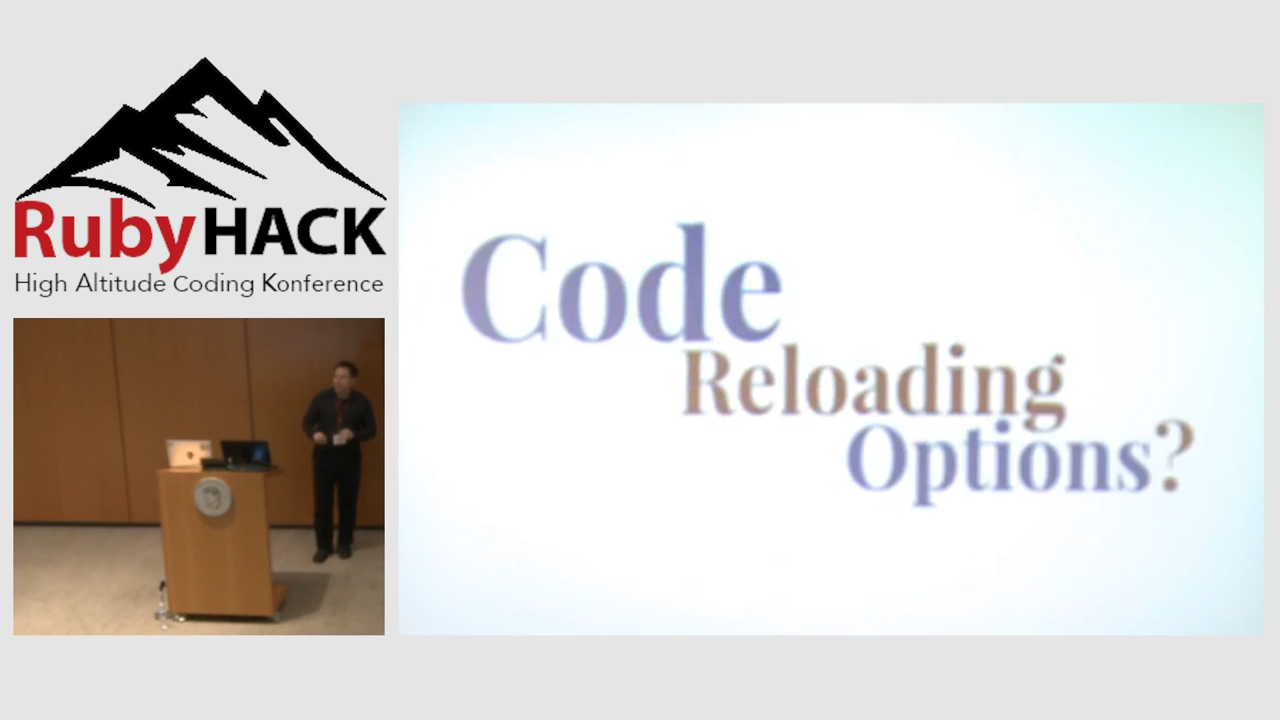 RubyHACK
High Altitude Coding Konference
Code
Reloading
Options?